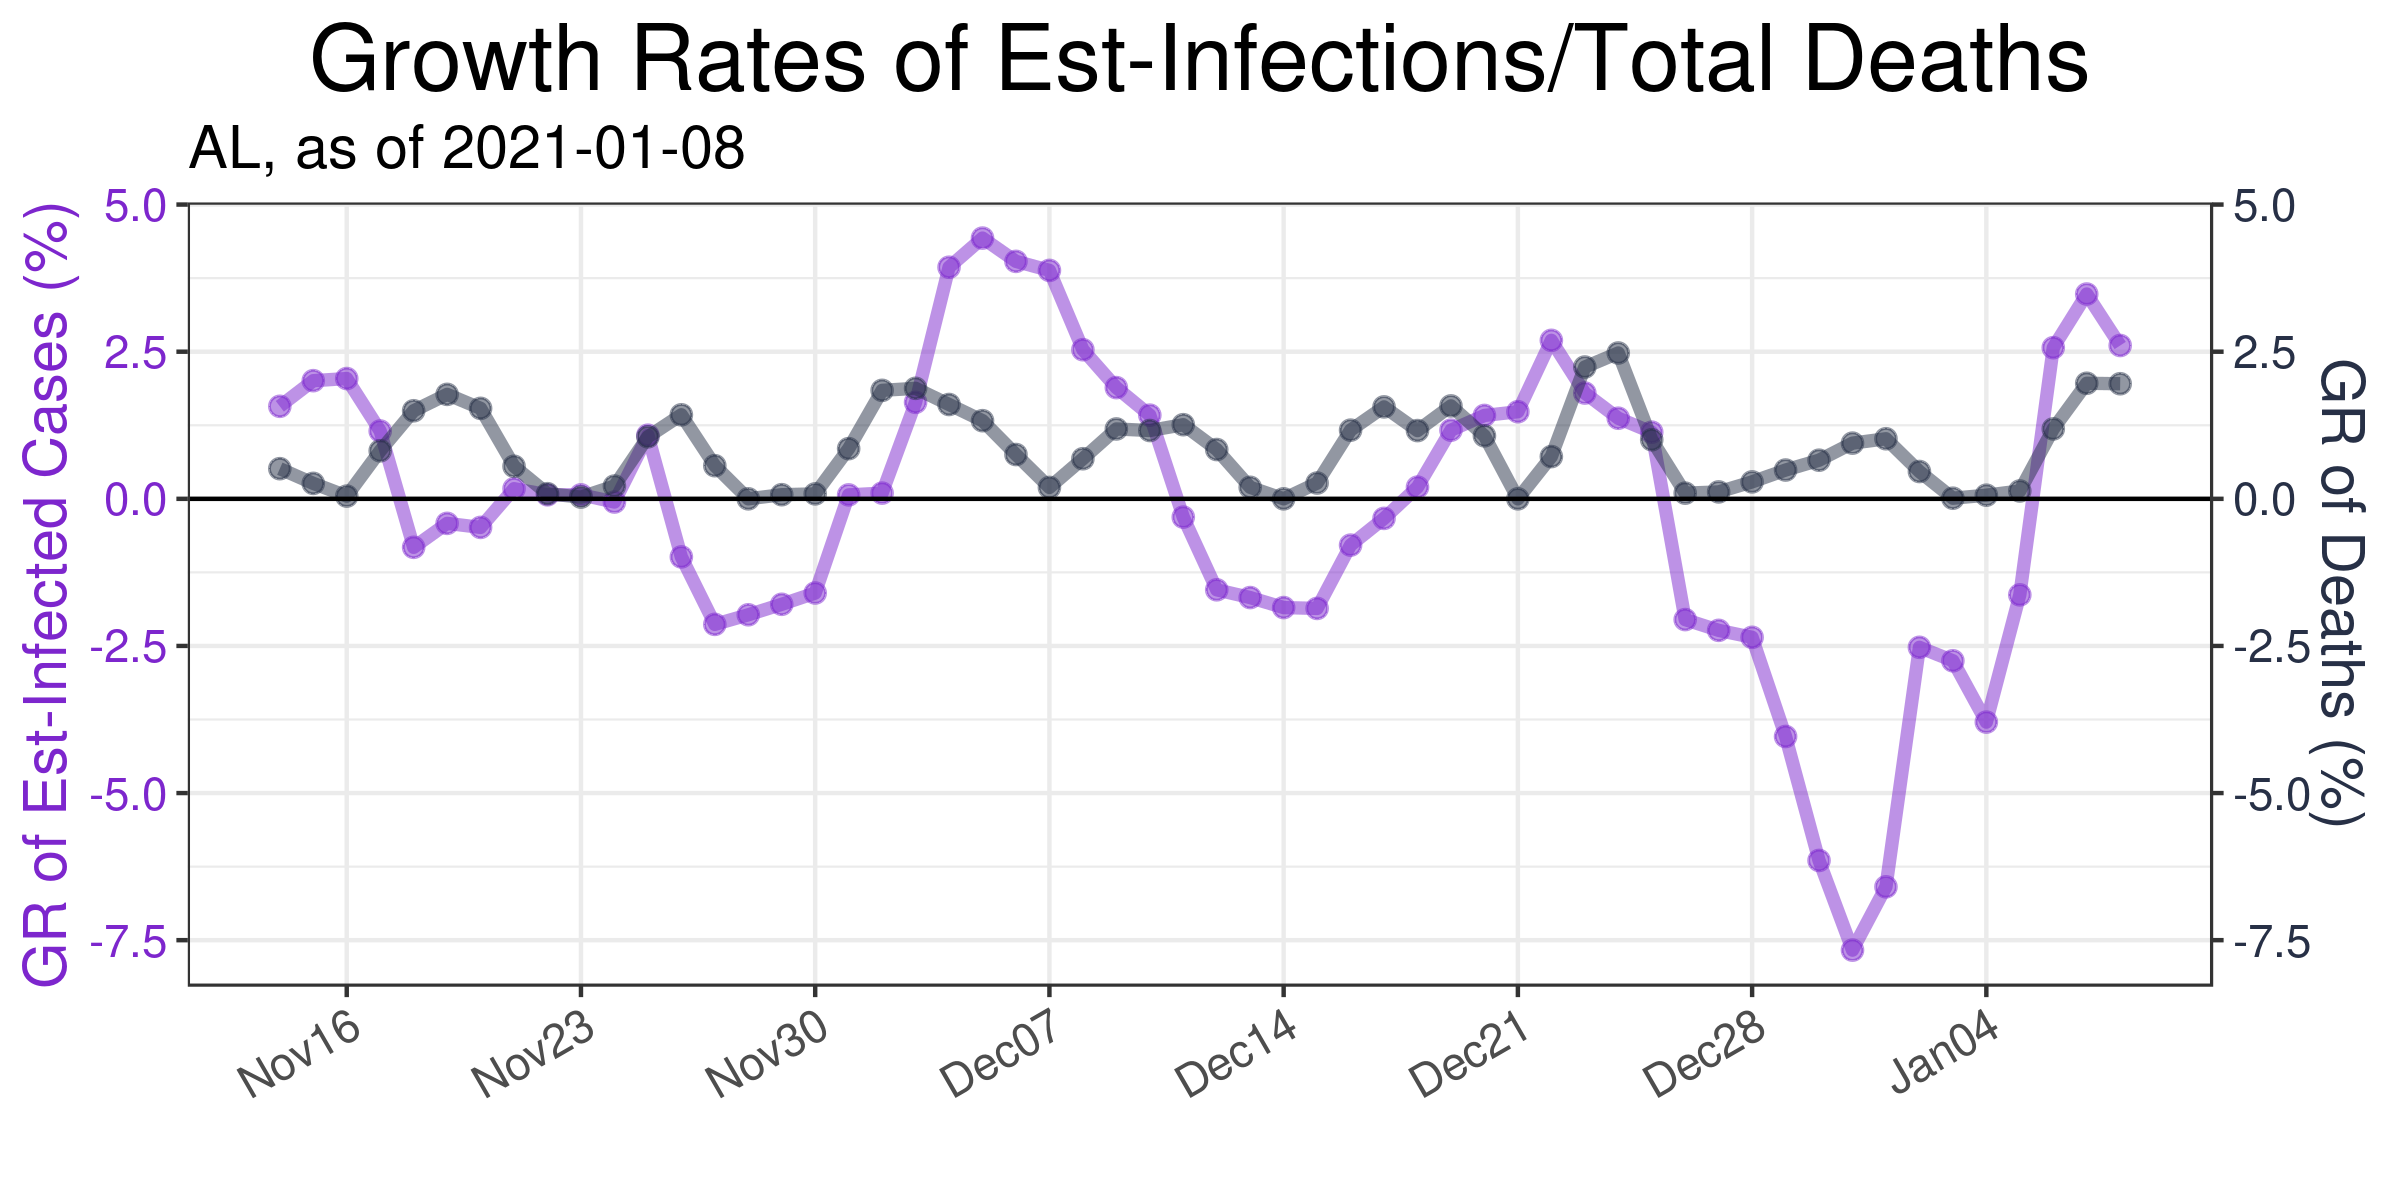 Growth Rates of Est-Infections/Total Deaths
AL, as of 2021-01-08
GR of Est-Infected Cases (%)
5.0
2.5
0.0
-2.5
-5.0
-7.5
5.0
2.5
0.0
-2.5
-5.0
-7.5
GR of Deaths (%)
Nov16
Nov23
Nov30
Dec07
Dec14
Dec21
Dec28
Jan04